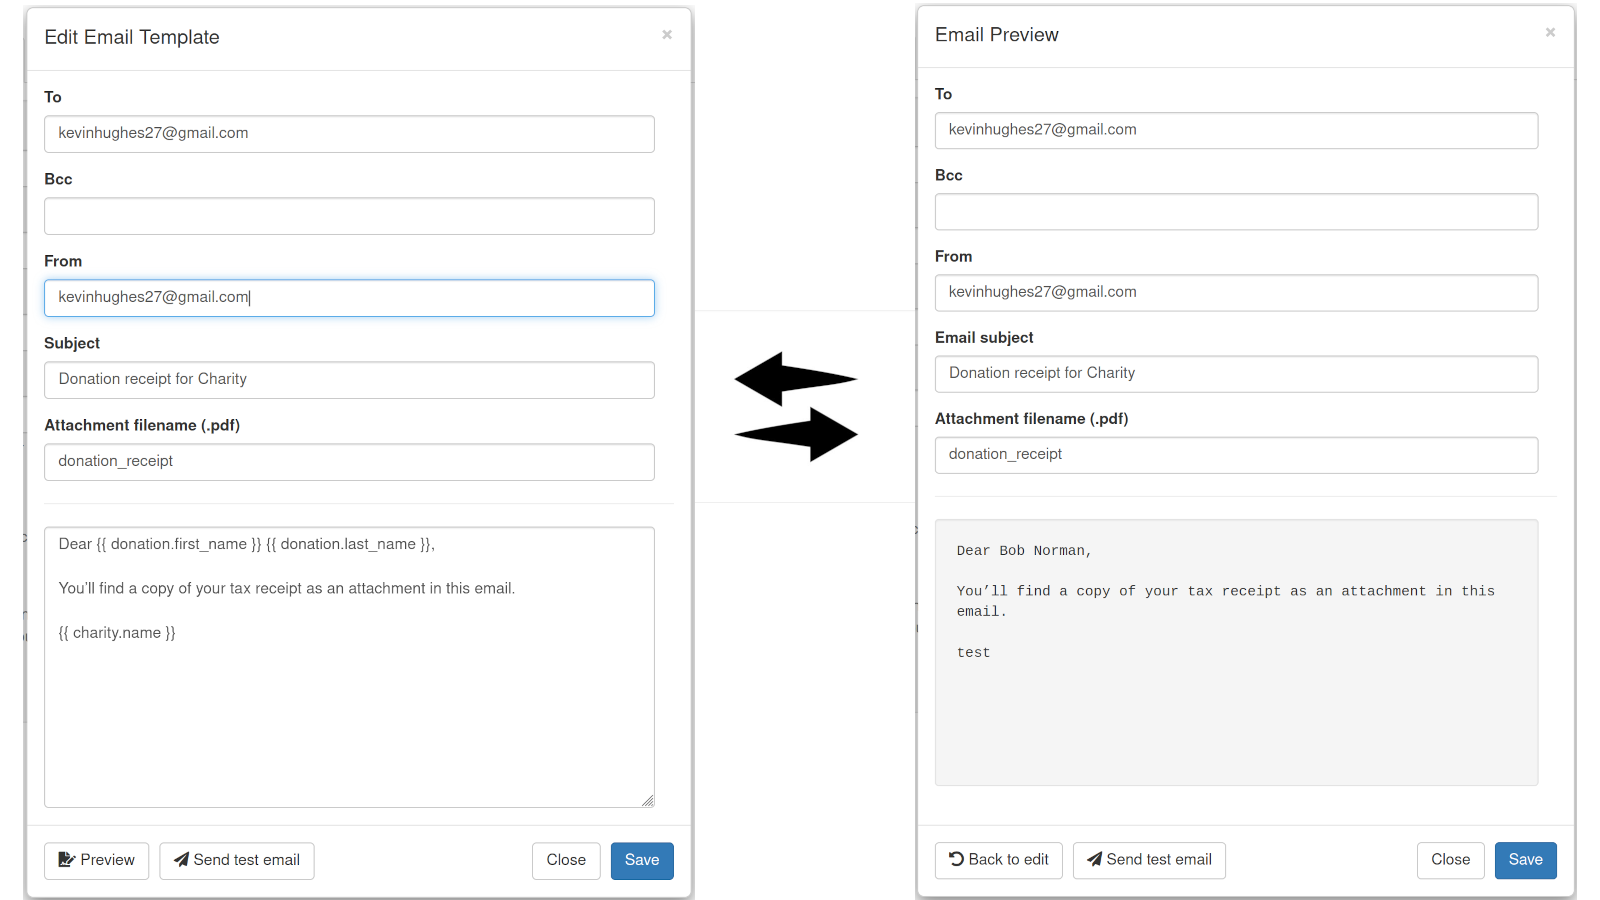 Edit Email Template
×
To
kevinhughes27@gmail.com
Bcc
From
kevinhughes27@gmail.com
Subject
Donation receipt for Charity
Attachment filename (.pdf)
donation_receipt
Dear {{ donation.first_name }} {{ donation.last_name }},
You'll find a copy of your tax receipt as an attachment in this email.
{{ charity.name }}
Preview
Send test email
Close
Save
Email Preview
×
To
kevinhughes27@gmail.com
Bcc
From
kevinhughes27@gmail.com
Email subject
Donation receipt for Charity
Attachment filename (.pdf)
donation_receipt
Dear Bob Norman,
You’ll find a copy of your tax receipt as an attachment in this
email.
test
Back to edit
Send test email
Close
Save